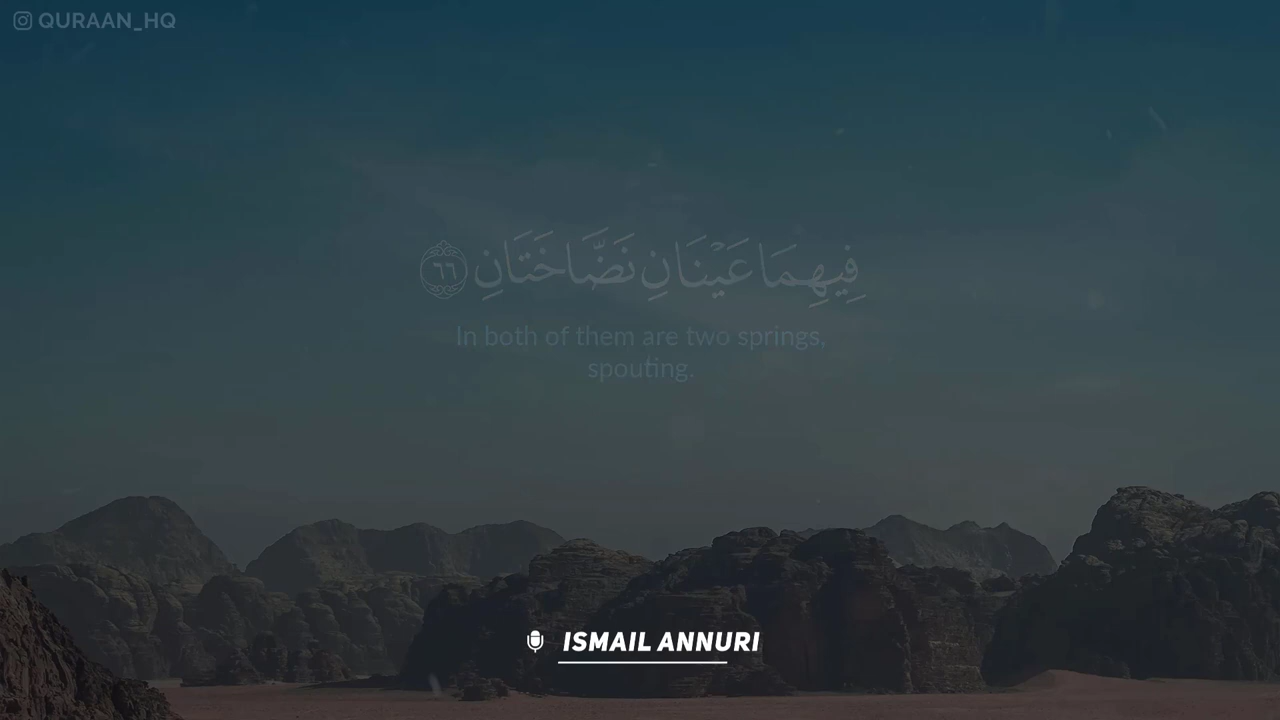 QURAAN_HQ
فِيهِمَا عَيْنَانِ نَضَّاخَتَانِ ٦٦
In both of them are two springs,
spouting.
ISMAIL ANNURI